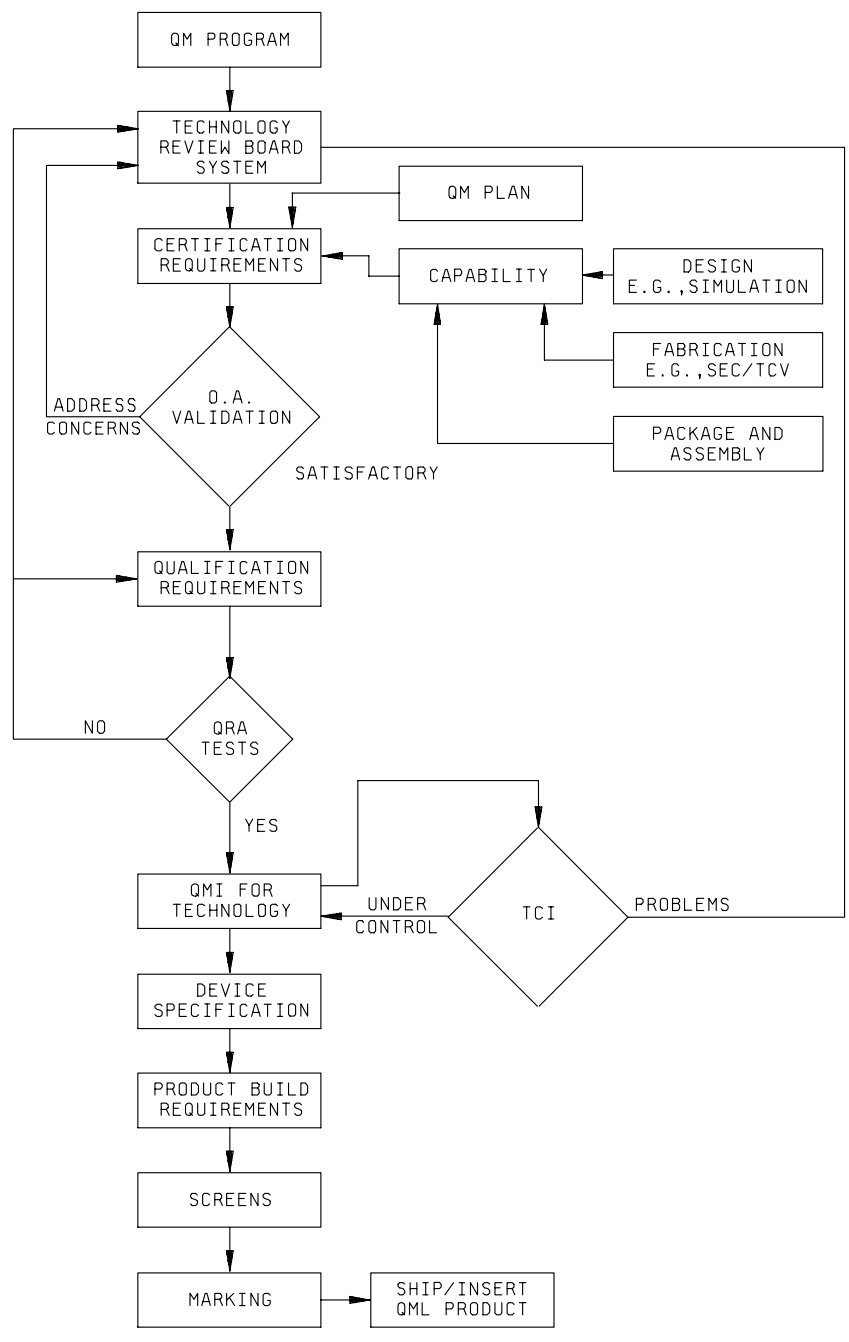 QM PROGRAM
TECHNOLOGY
REVIEW BOARD
SYSTEM
QM PLAN
CERTIFICATION
REQUIREMENTS
CAPABILITY
DESIGN
E.G.,SIMULATION
FABRICATION
E.G.,SEC/TCV
PACKAGE AND
ASSEMBLY
O.A.
VALIDATION
ADDRESS
CONCERNS
SATISFACTORY
QUALIFICATION
REQUIREMENTS
QRA
TESTS
NO
YES
QMI FOR
TECHNOLOGY
UNDER
CONTROL
TCI
PROBLEMS
DEVICE
SPECIFICATION
PRODUCT BUILD
REQUIREMENTS
SCREENS
MARKING
SHIP/INSERT
QML PRODUCT